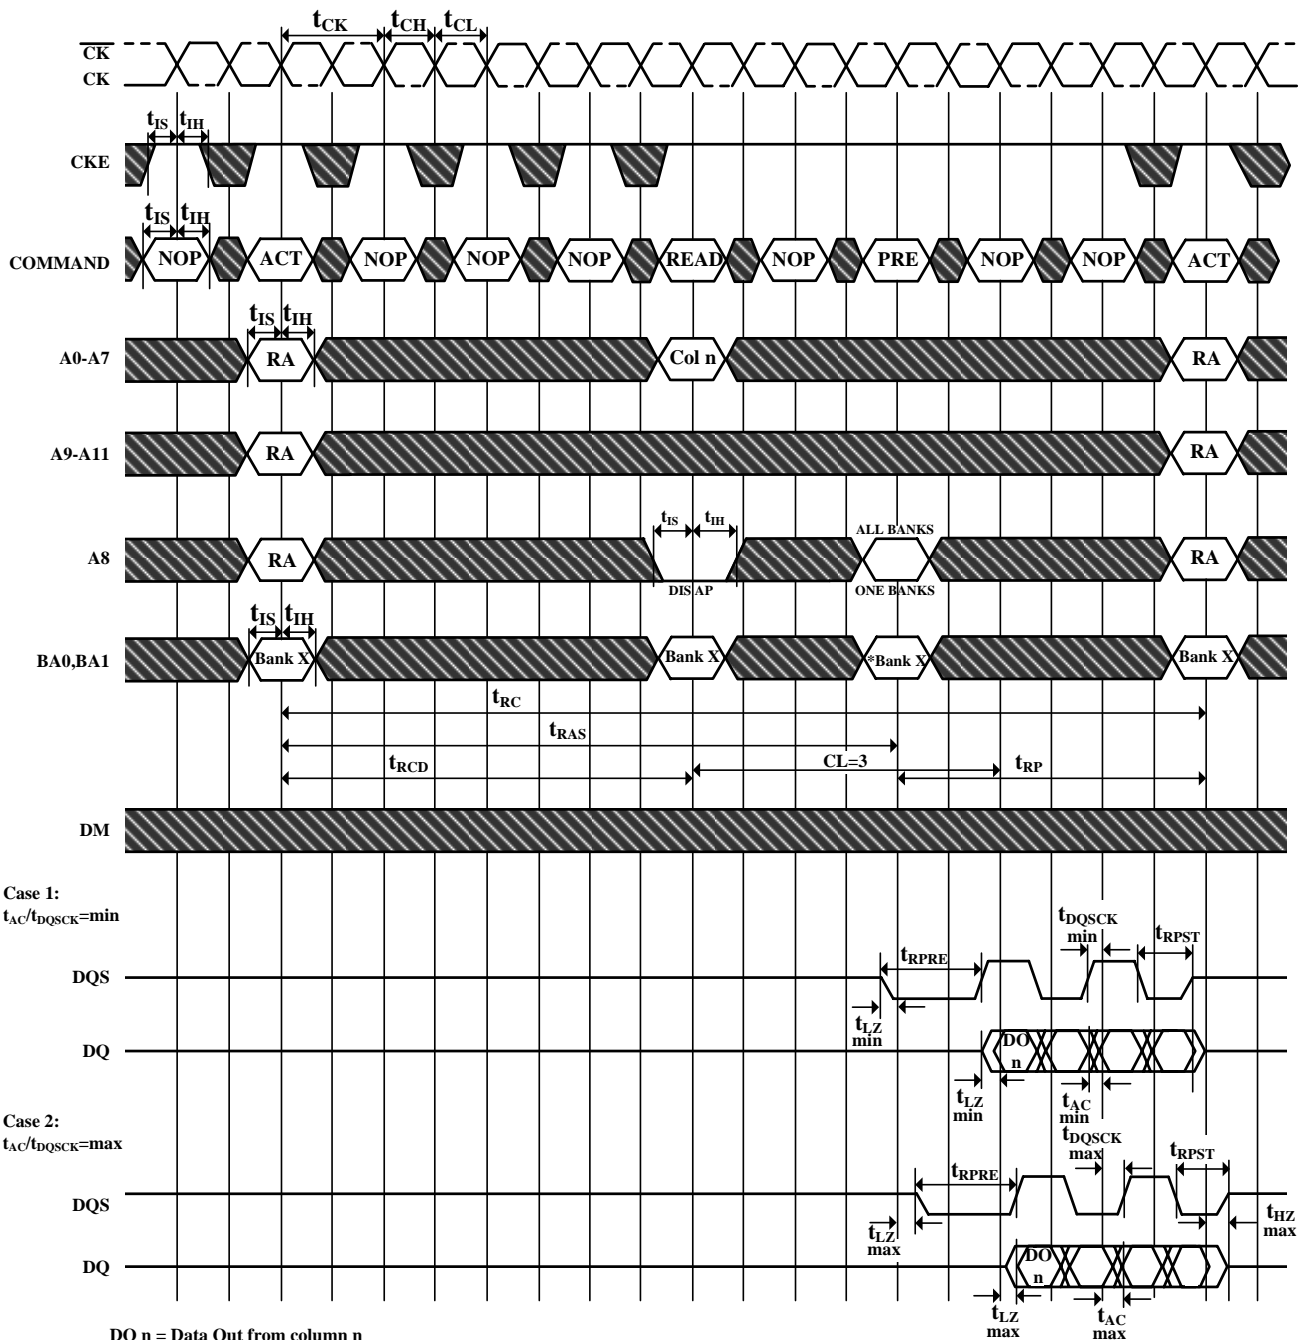 tCK tCH tCL
CK
CK
tIS tIH
CKE
tIS tIH
COMMAND NOP ACT NOP NOP NOP READ NOP PRE NOP NOP ACT
tIS tIH
A0-A7 RA Col n RA
A9-A11 RA RA
tIS tIH ALL BANKS
A8 RA RA
DIS AP ONE BANKS
tIS tIH
BA0,BA1 Bank X Bank X *Bank X Bank X
tRC
tRAS
tRCD CL=3 tRP
DM
Case 1:
tAC/tDQSCK=min
tDQSCK
min
tRPST
tRPRE
DQS
tLZ
min
DQ DO
n
tLZ
min
tAC
min
Case 2:
tAC/tDQSCK=max
tDQSCK
max
tRPST
tRPRE
DQS
tLZ
max
tHZ
max
DQ DO
n
tLZ
max
tAC
max
DO n = Data Out from column n